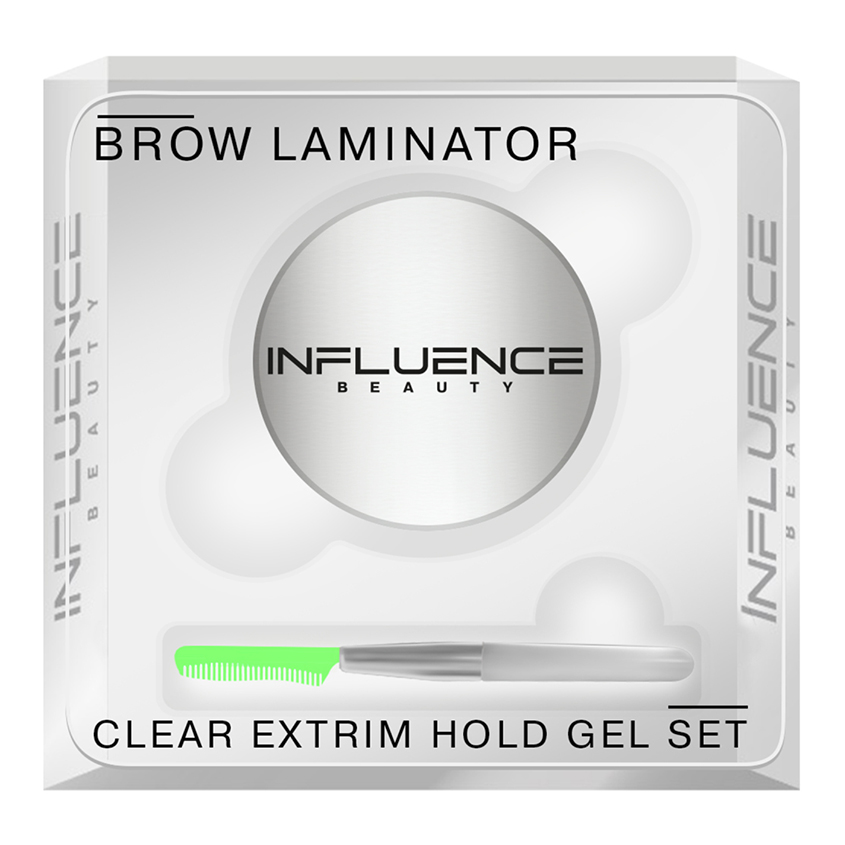 BROW LAMINATOR
INFLUENCE
BEAUTY
INFLUENCE
BEAUTY
INFLUENCE
BEAUTY
CLEAR EXTRIM HOLD GEL SET